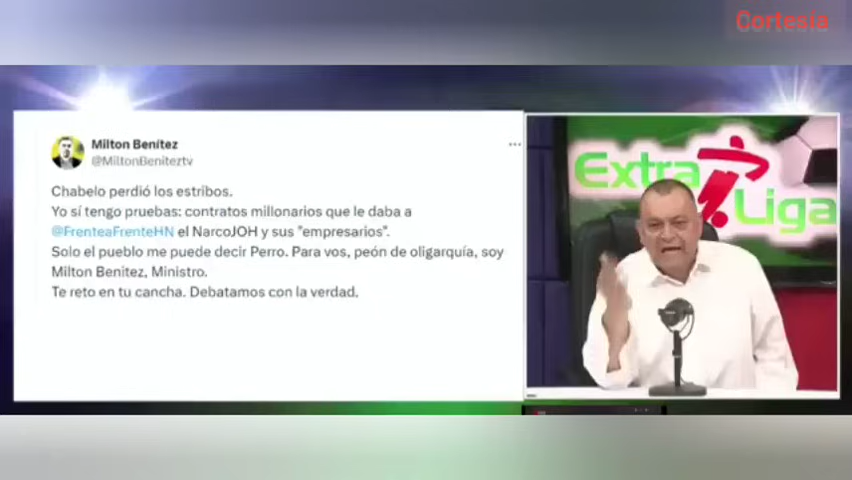 Cortesía
Milton Benítez
@MiltonBeniteztv
Chabelo perdió los estribos.
Yo sí tengo pruebas: contratos millonarios que le daba a
@FrenteaFrenteHN el NarcoJOH y sus "empresarios".
Solo el pueblo me puede decir Perro. Para vos, peón de oligarquía, soy
Milton Benitez, Ministro.
Te reto en tu cancha. Debatamos con la verdad.
Extra
Liga